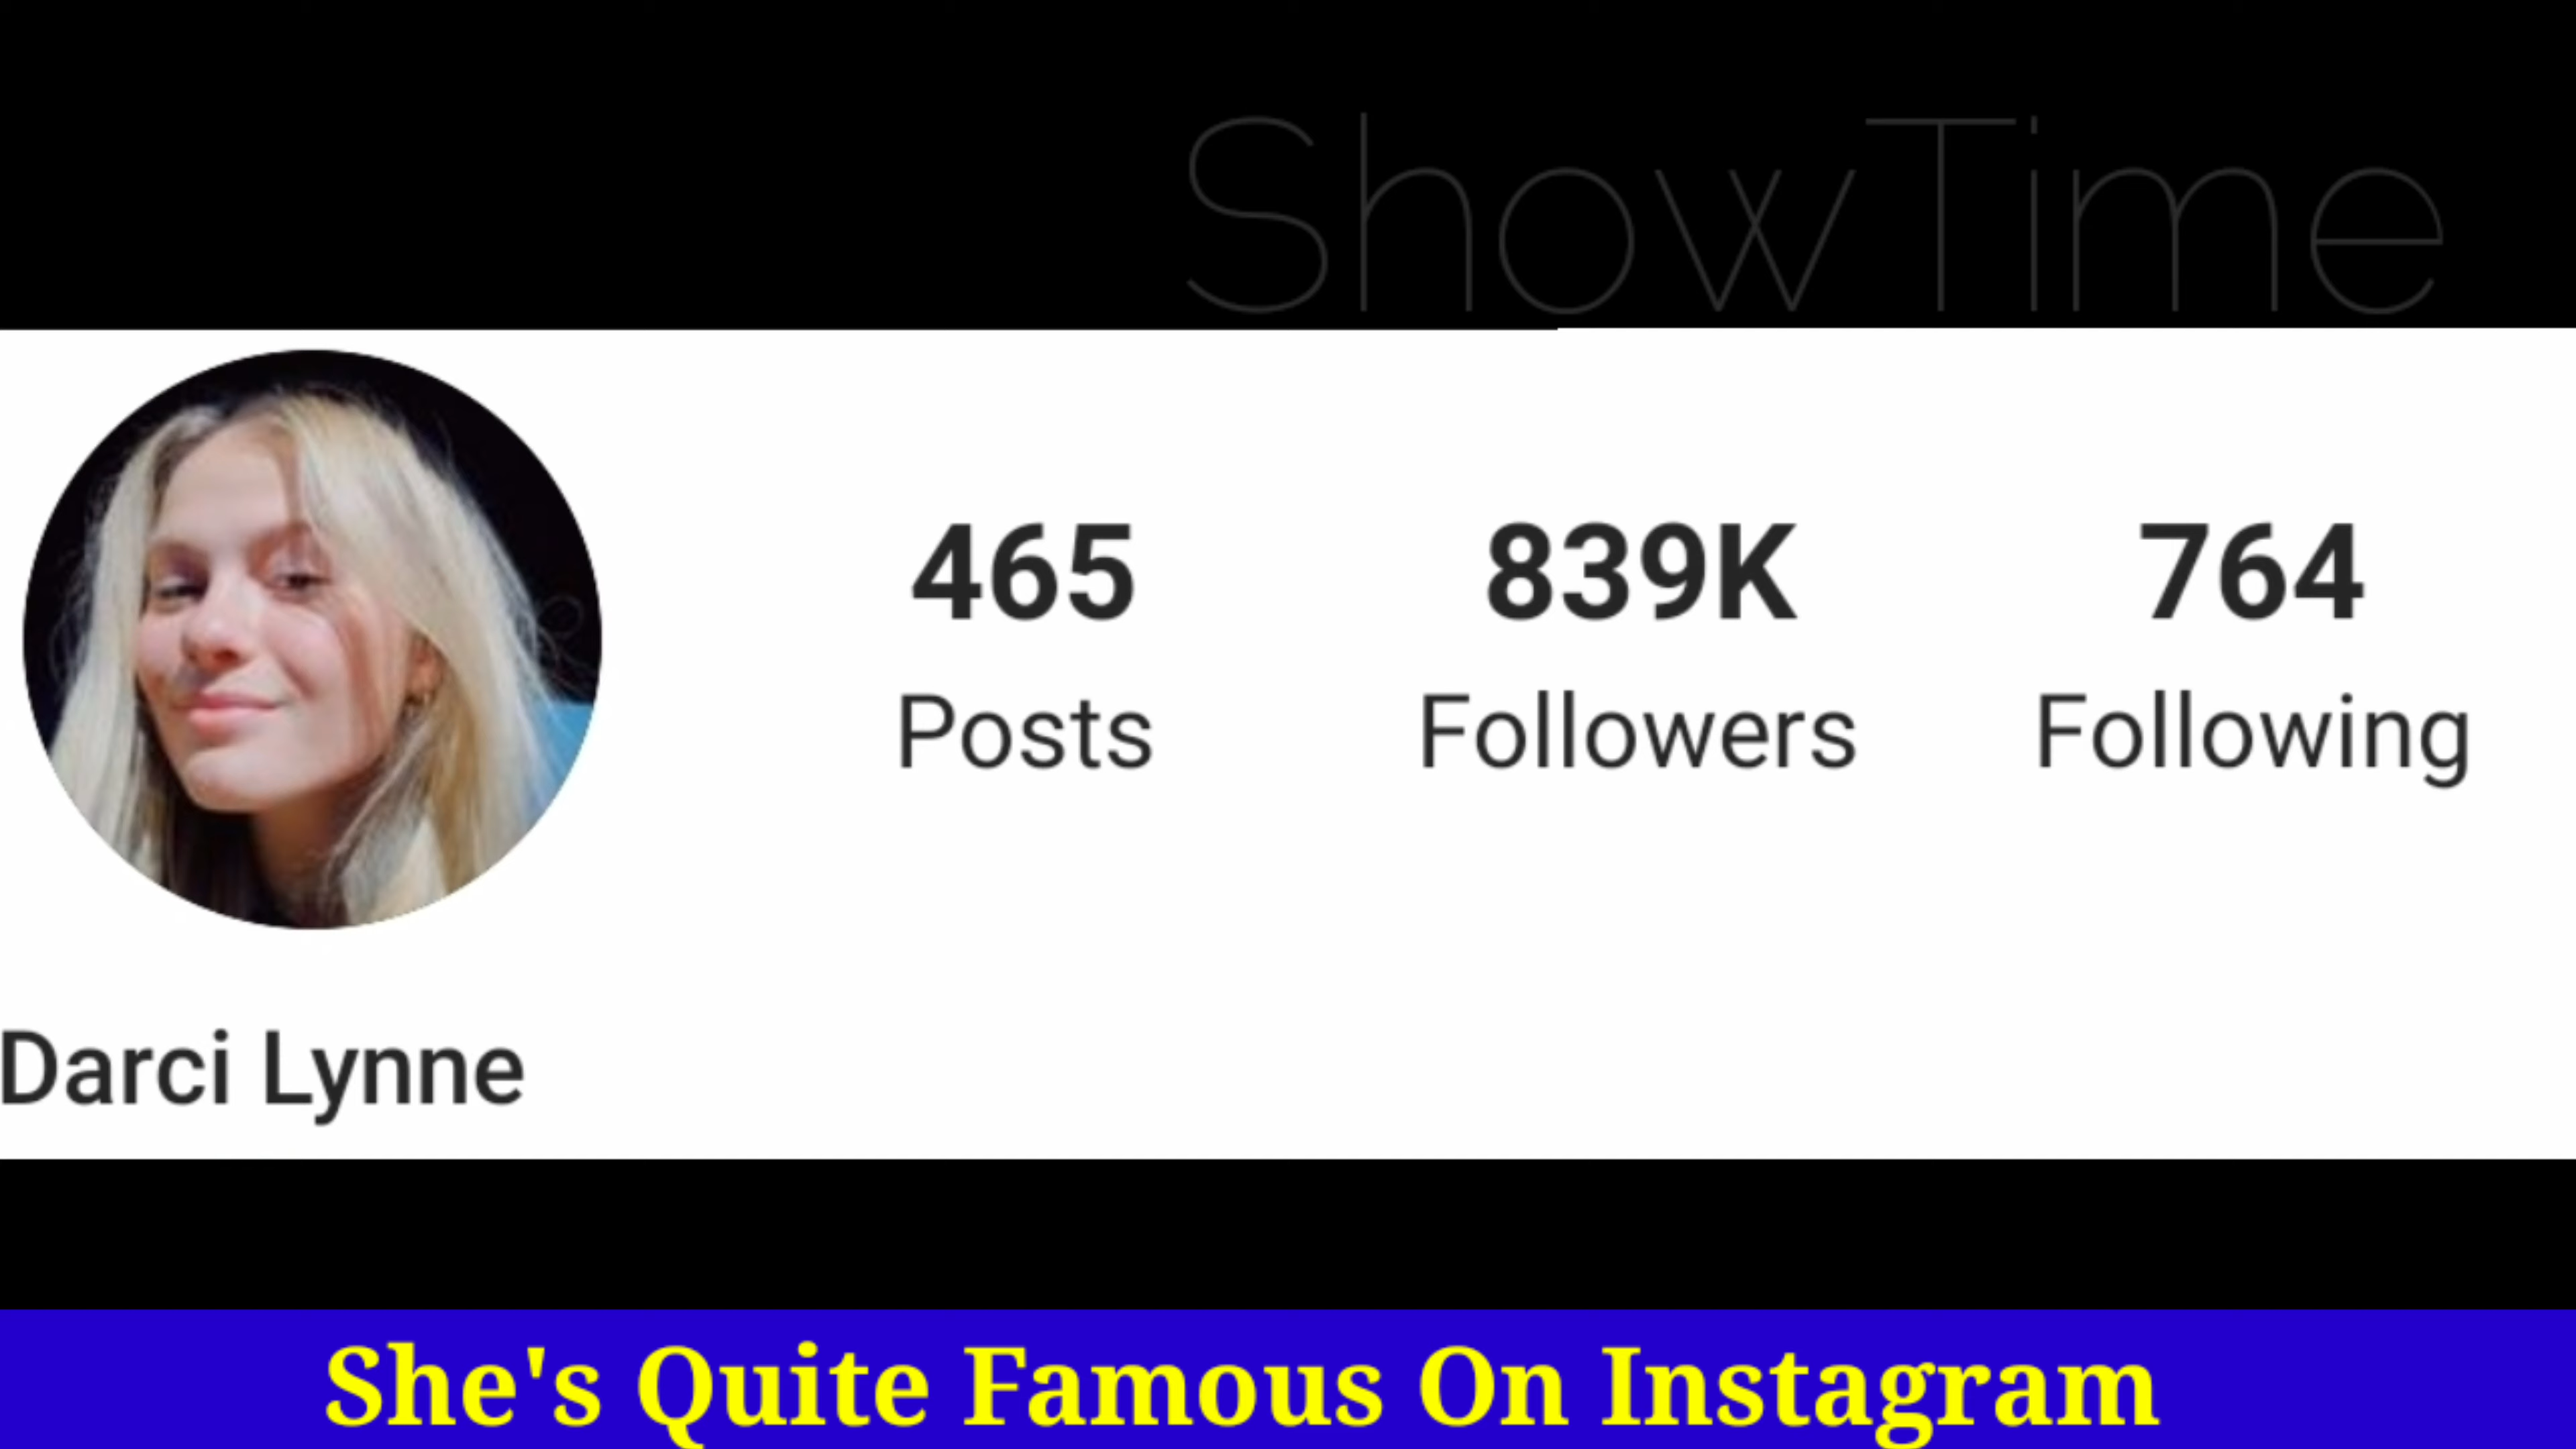 ShowTime
465 839K 764
Posts Followers Following
Darci Lynne
She's Quite Famous On Instagram